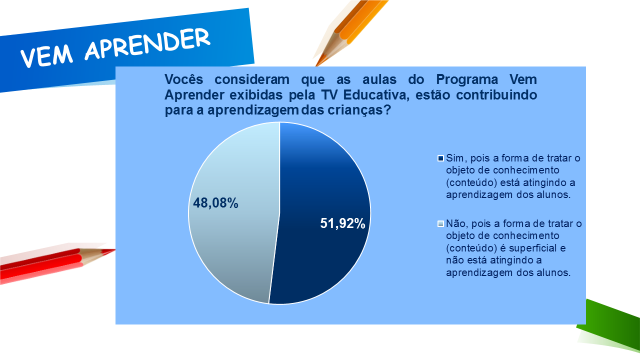 VEM APRENDER
Vocês consideram que as aulas do Programa Vem
Aprender exibidas pela TV Educativa, estão contribuindo
para a aprendizagem das crianças?
48,08%
51,92%
Sim, pois a forma de tratar o
objeto de conhecimento
(conteúdo) está atingindo a
aprendizagem dos alunos.
Não, pois a forma de tratar o
objeto de conhecimento
(conteúdo) é superficial e
não está atingindo a
aprendizagem dos alunos.